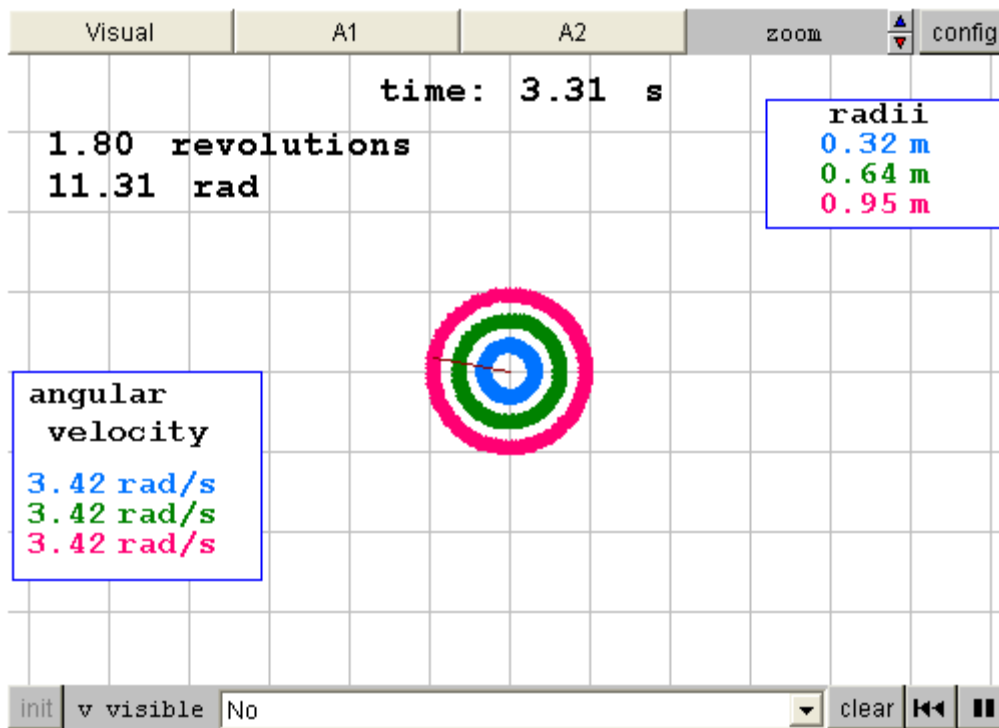 Visual A1 A2 zoom config
time: 3.31 s
1.80 revolutions
11.31 rad
radii
0.32 m
0.64 m
0.95 m
angular
velocity
3.42 rad/s
3.42 rad/s
3.42 rad/s
init v visible No clear